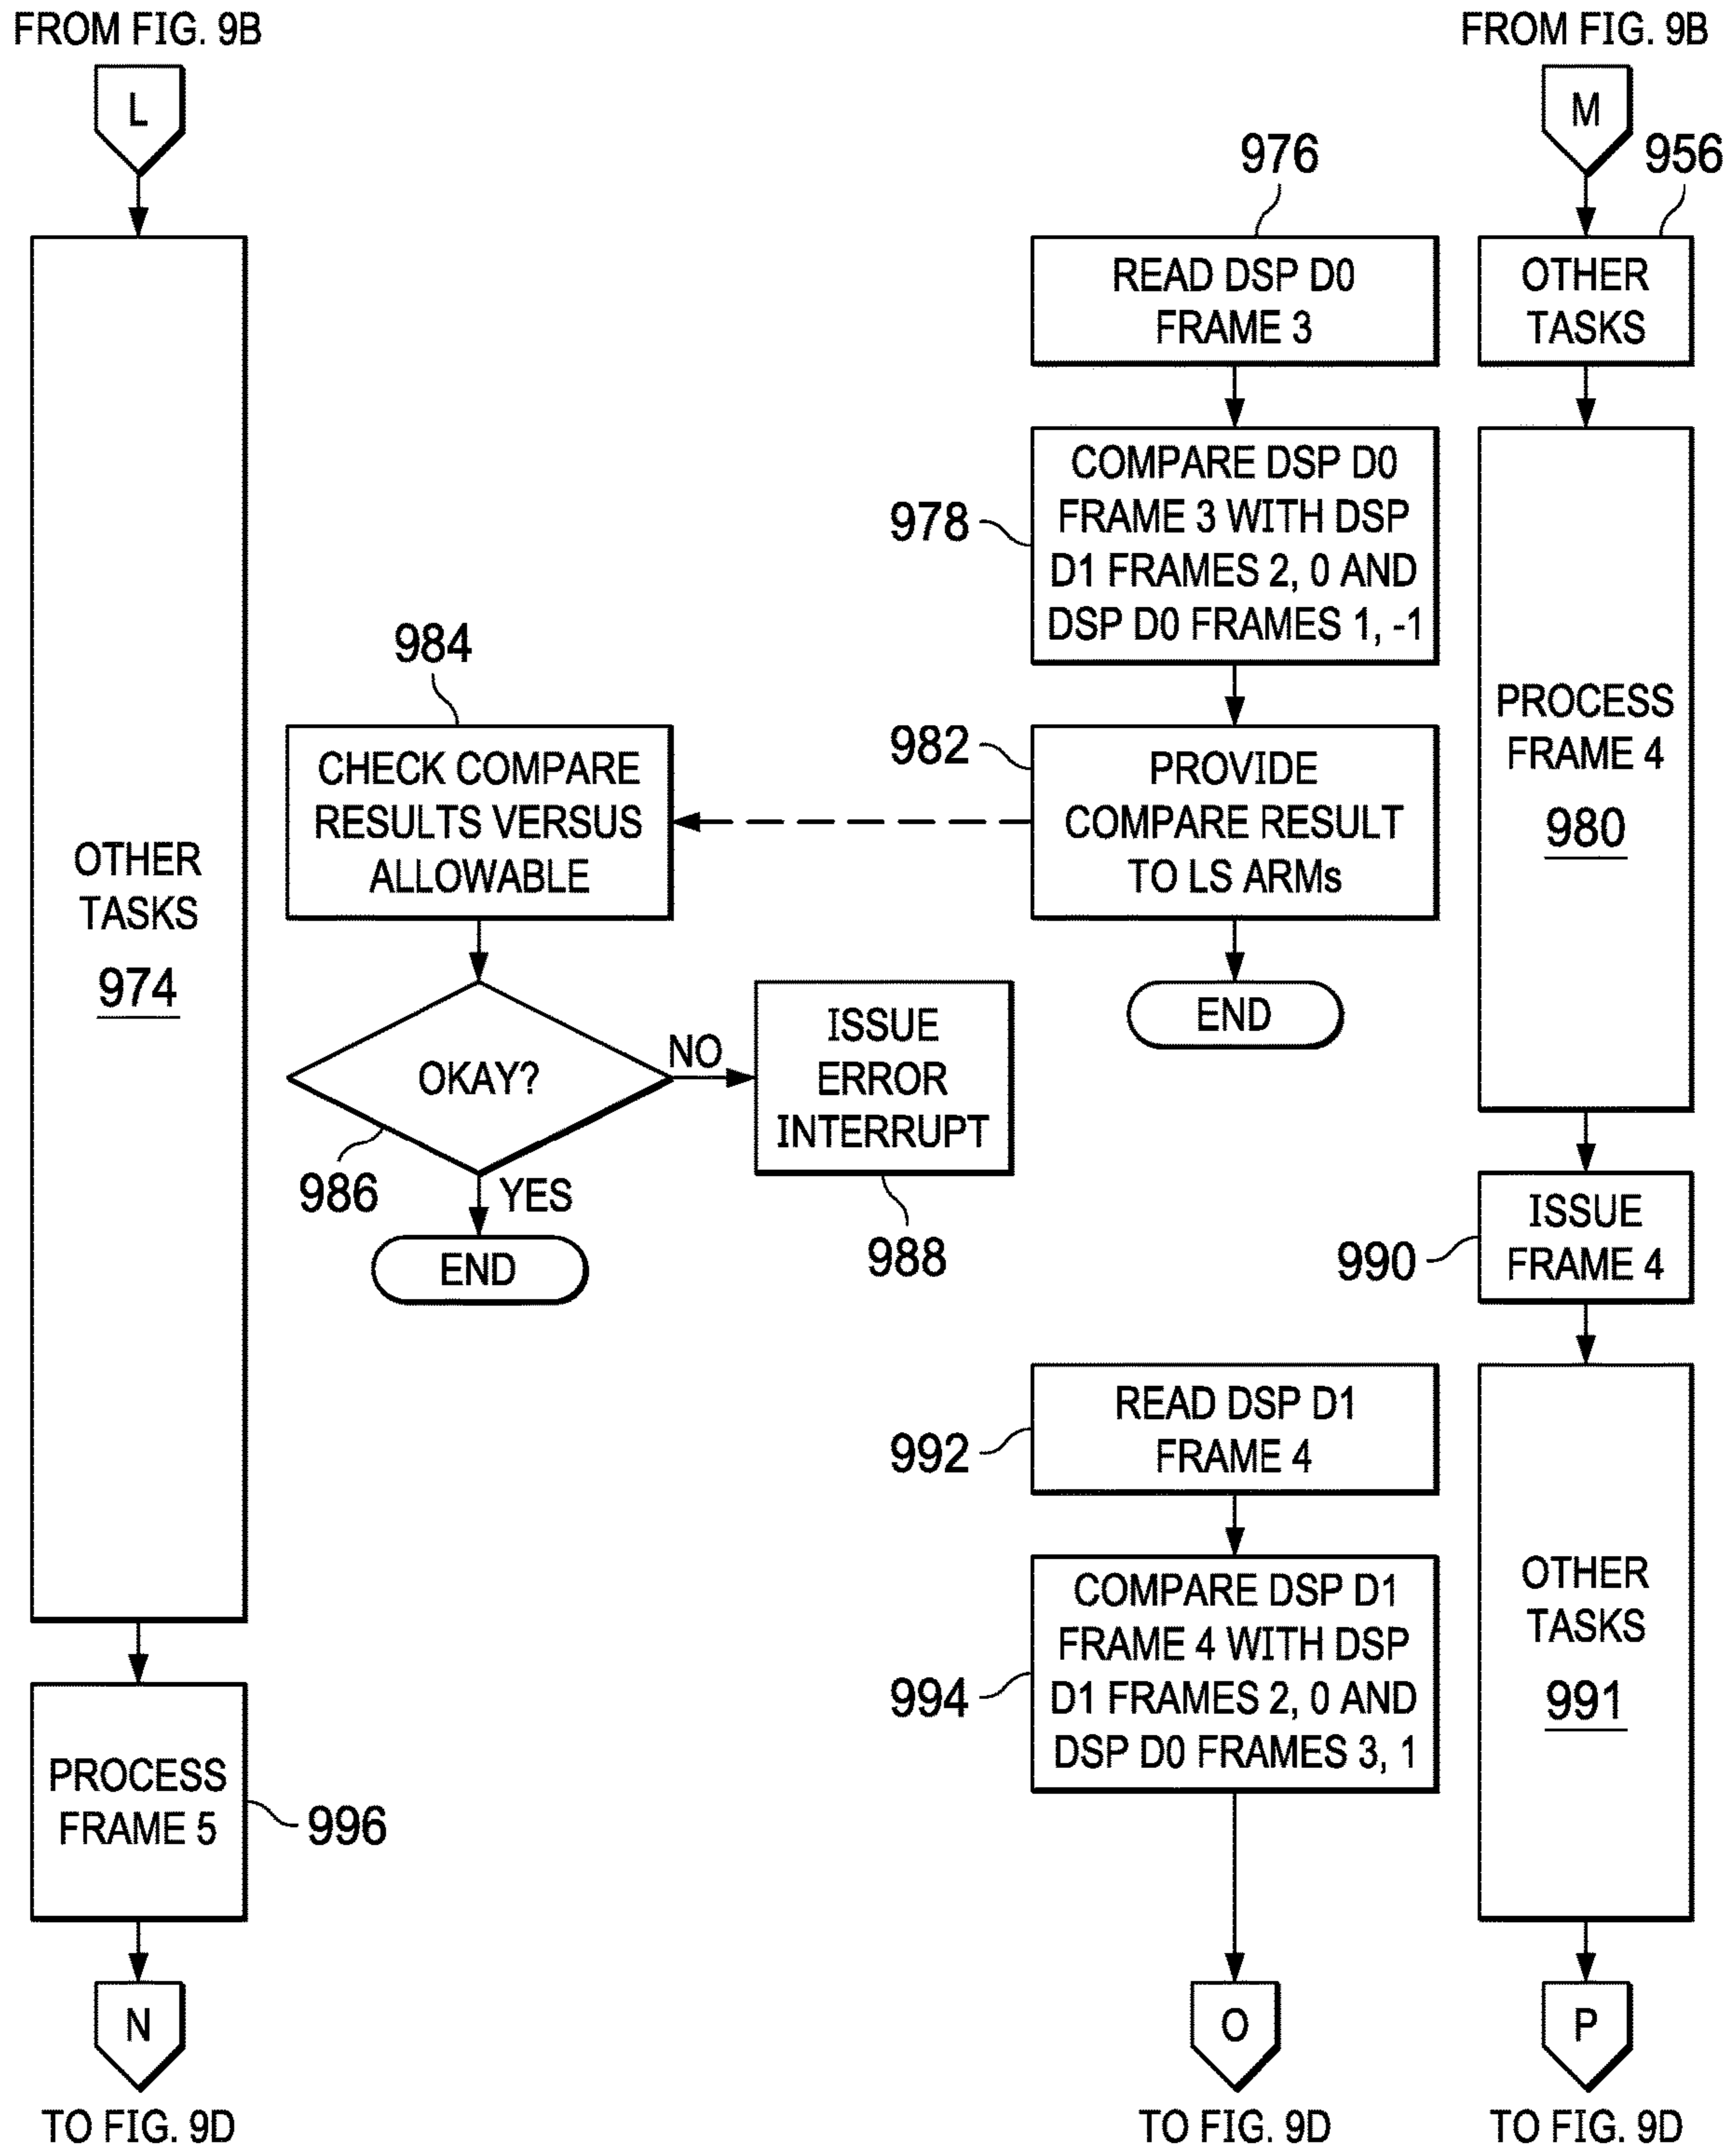 FROM FIG. 9B
FROM FIG. 9B
L
M
976
956
READ DSP D0
FRAME 3
OTHER
TASKS
978
COMPARE DSP D0
FRAME 3 WITH DSP
D1 FRAMES 2, 0 AND
DSP D0 FRAMES 1, -1
984
CHECK COMPARE
RESULTS VERSUS
ALLOWABLE
982
PROVIDE
COMPARE RESULT
TO LS ARMs
PROCESS
FRAME 4
980
OTHER
TASKS
974
OKAY?
NO
ISSUE
ERROR
INTERRUPT
END
986
YES
988
END
990
ISSUE
FRAME 4
992
READ DSP D1
FRAME 4
994
COMPARE DSP D1
FRAME 4 WITH DSP
D1 FRAMES 2, 0 AND
DSP D0 FRAMES 3, 1
OTHER
TASKS
991
PROCESS
FRAME 5
996
N
O
P
TO FIG. 9D
TO FIG. 9D
TO FIG. 9D